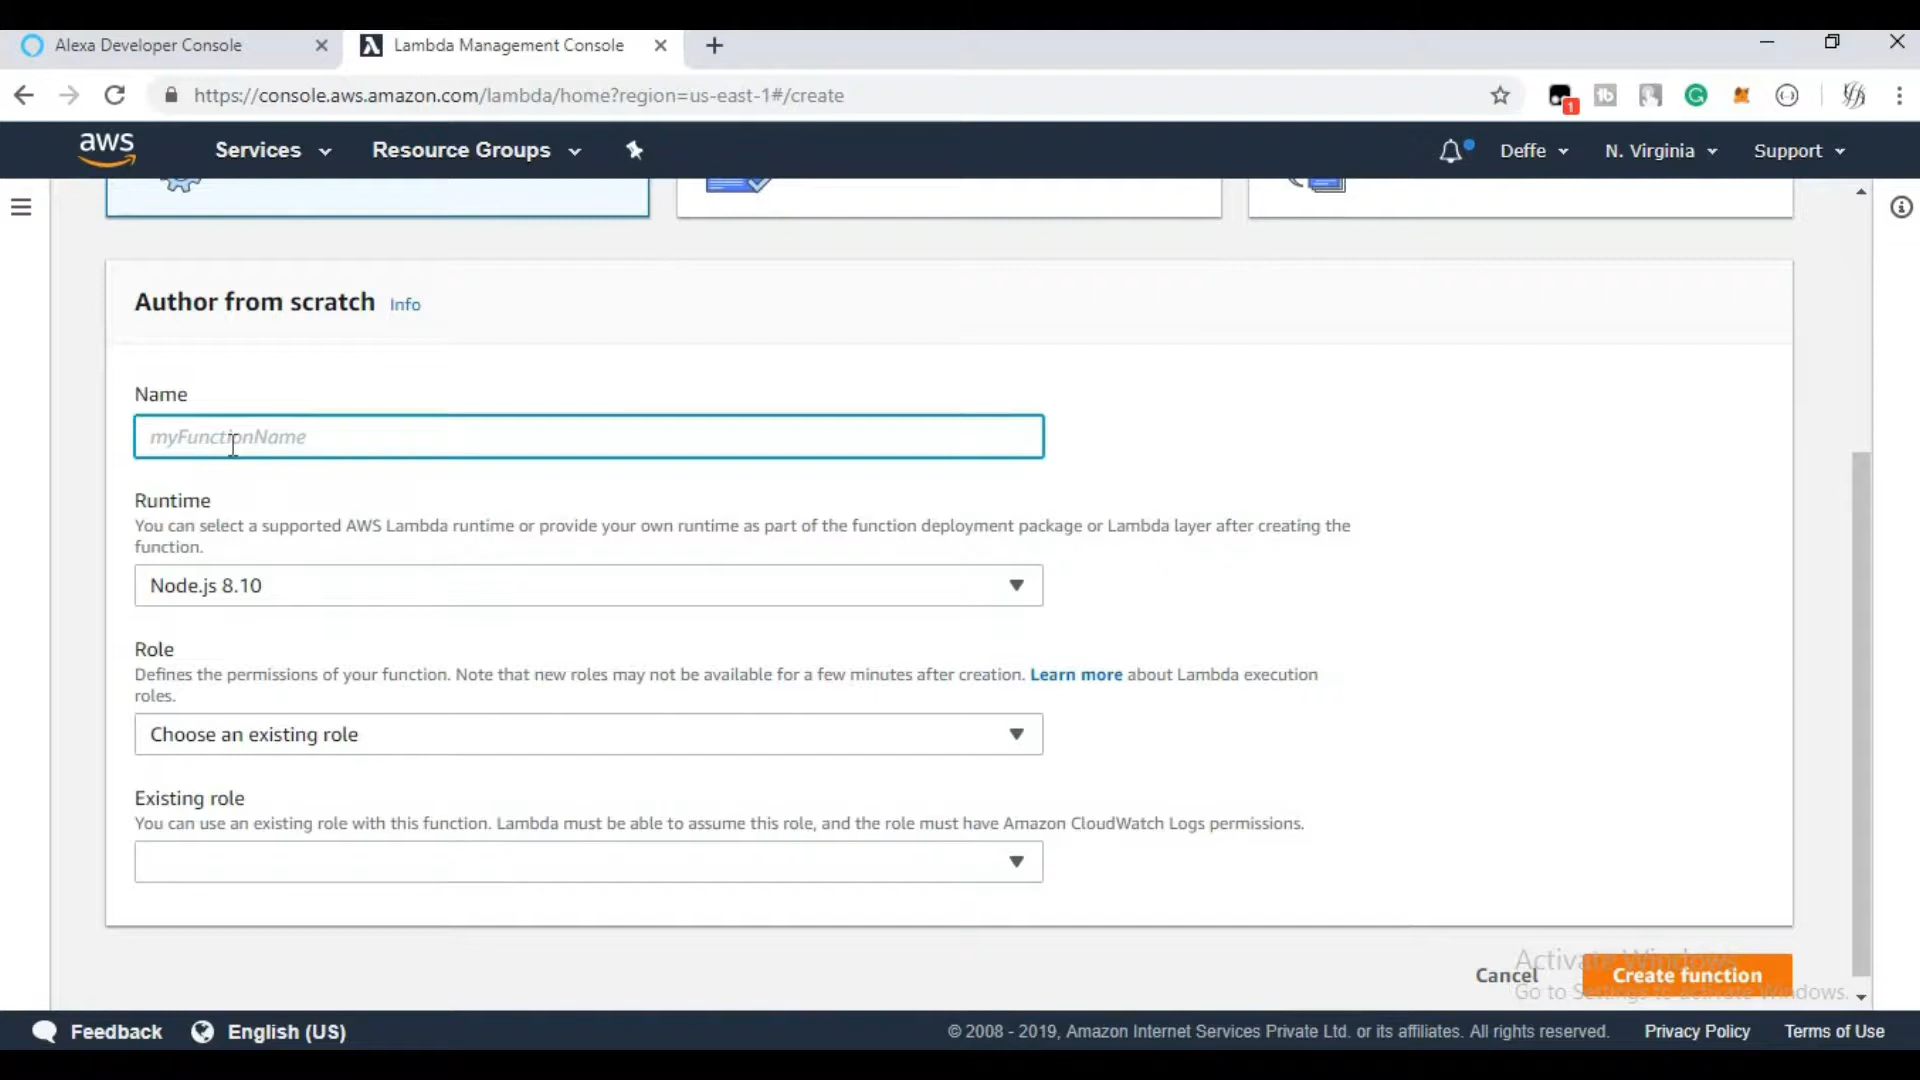 Alexa Developer Console
Lambda Management Console
https://console.aws.amazon.com/lambda/home?region=us-east-1#/create
1
aws
Services
Resource Groups
Deffe
N. Virginia
Support
Author from scratch Info
Name
myFunctionName
Runtime
You can select a supported AWS Lambda runtime or provide your own runtime as part of the function deployment package or Lambda layer after creating the
function.
Node.js 8.10
Role
Defines the permissions of your function. Note that new roles may not be available for a few minutes after creation. Learn more about Lambda execution
roles.
Choose an existing role
Existing role
You can use an existing role with this function. Lambda must be able to assume this role, and the role must have Amazon CloudWatch Logs permissions.
Activate Windows
Cancel
Create function
Go to Settings to activate Windows.
Feedback
English (US)
© 2008 - 2019, Amazon Internet Services Private Ltd. or its affiliates. All rights reserved.
Privacy Policy
Terms of Use